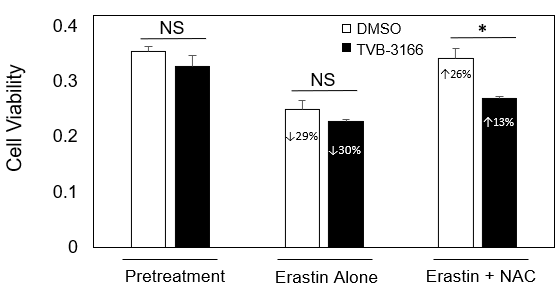 0.4
0.3
0.2
0.1
0
Cell Viability
NS
NS
*
DMSO
TVB-3166
↓29%
↓30%
↑26%
↑13%
Pretreatment
Erastin Alone
Erastin + NAC